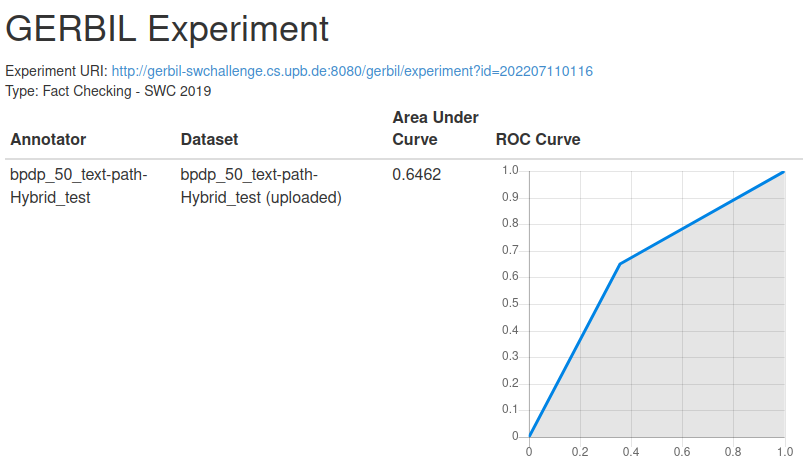 GERBIL Experiment
Experiment URI: http://gerbil-swchallenge.cs.upb.de:8080/gerbil/experiment?id=202207110116
Type: Fact Checking - SWC 2019
Annotator Dataset Area Under Curve ROC Curve
bpdp_50_text-path-
Hybrid_test
bpdp_50_text-path-
Hybrid_test (uploaded)
0.6462
1.0
0.9
0.8
0.7
0.6
0.5
0.4
0.3
0.2
0.1
0
0 0.2 0.4 0.6 0.8 1.0